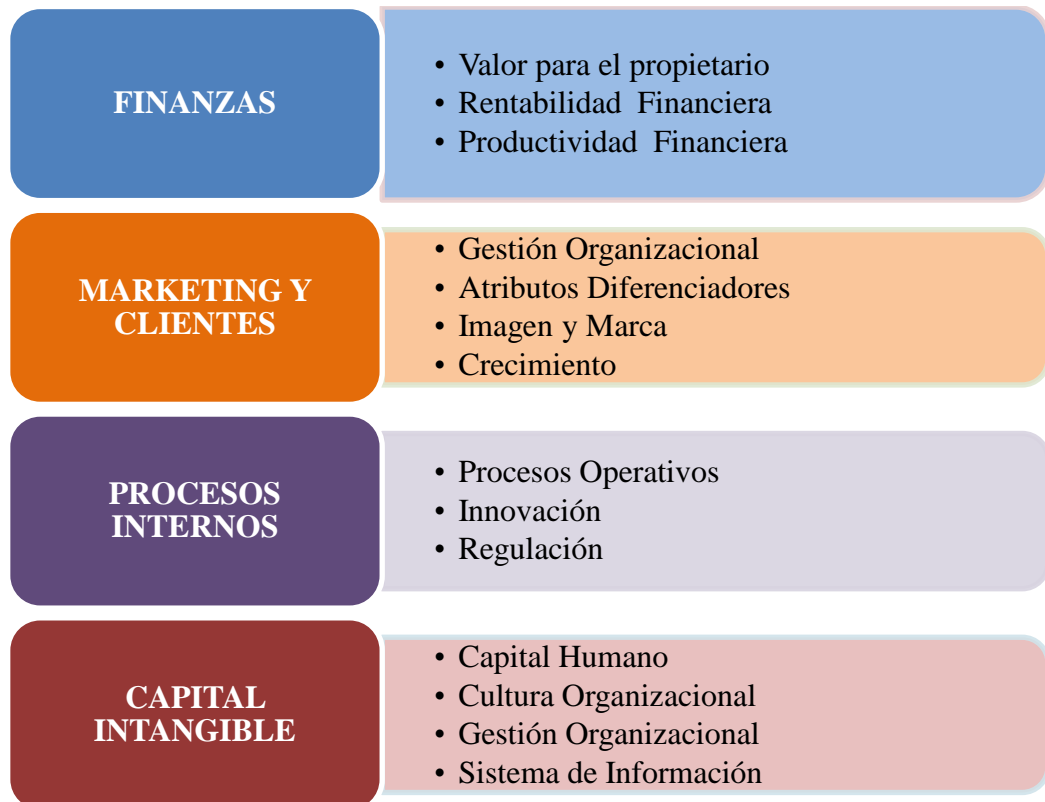 FINANZAS
• Valor para el propietario
• Rentabilidad Financiera
• Productividad Financiera
MARKETING Y
CLIENTES
• Gestión Organizacional
• Atributos Diferenciadores
• Imagen y Marca
• Crecimiento
PROCESOS
INTERNOS
• Procesos Operativos
• Innovación
• Regulación
CAPITAL
INTANGIBLE
• Capital Humano
• Cultura Organizacional
• Gestión Organizacional
• Sistema de Información